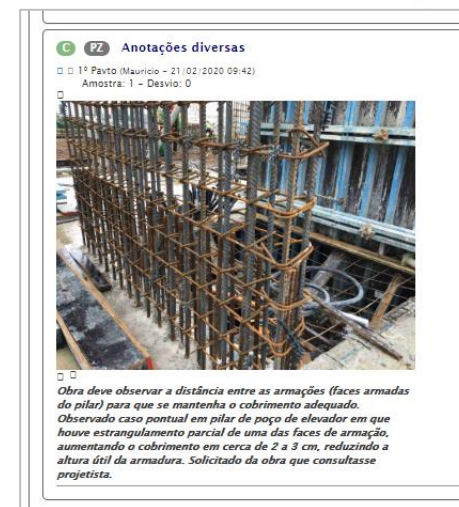 C PZ Anotações diversas
1º Pavto (Mauricio - 21/02/2020 09:42)
Amostra: 1 - Desvio: 0
Obra deve observar a distância entre as armações (faces armadas
do pilar) para que se mantenha o cobrimento adequado.
Observado caso pontual em pilar de poço de elevador em que
houve estrangulamento parcial de uma das faces de armação,
aumentando o cobrimento em cerca de 2 a 3 cm, reduzindo a
altura útil da armadura. Solicitado da obra que consultasse
projetista.